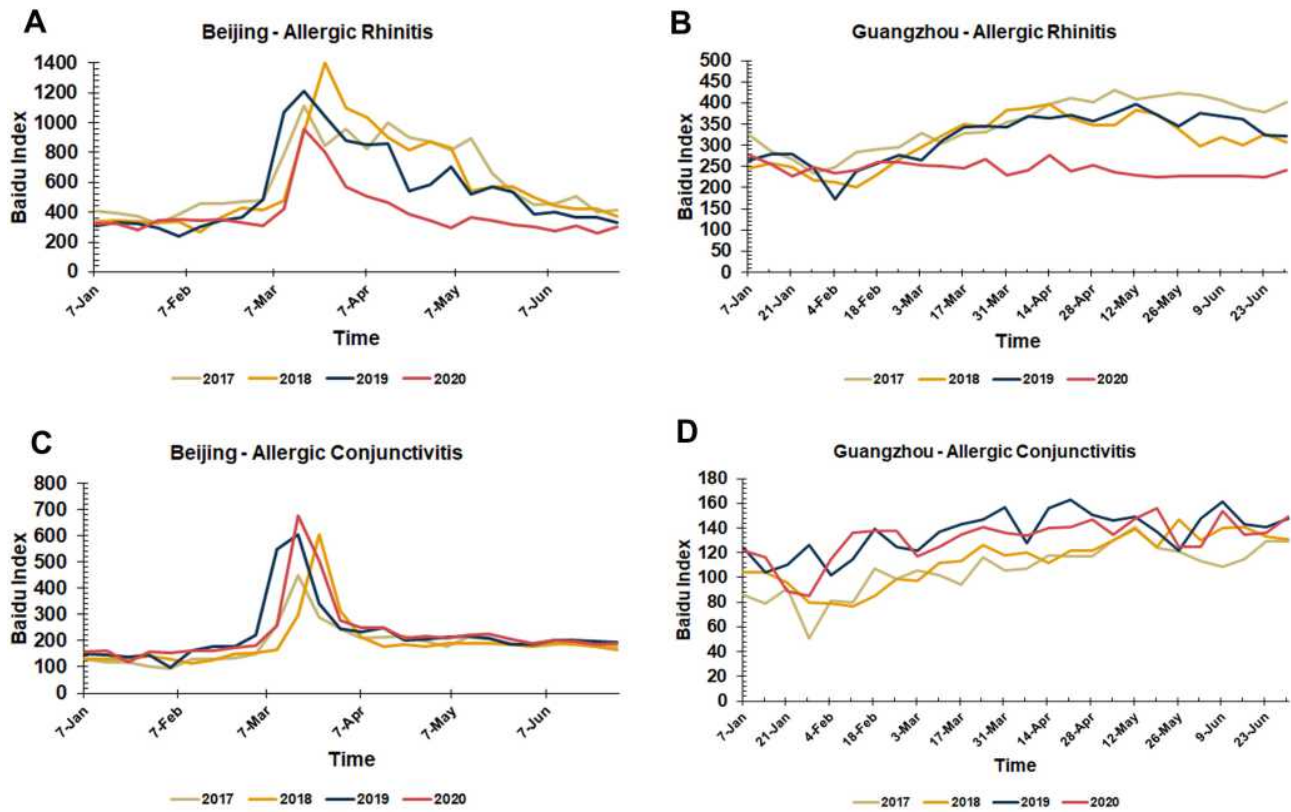 A
Beijing - Allergic Rhinitis
Baidu Index
1400
1200
1000
800
600
400
200
0
7-Jan
7-Feb
7-Mar
7-Apr
7-May
7-Jun
Time
2017 2018 2019 2020
B
Guangzhou - Allergic Rhinitis
Baidu Index
500
450
400
350
300
250
200
150
100
50
0
7-Jan
21-Jan
4-Feb
18-Feb
3-Mar
17-Mar
31-Mar
14-Apr
28-Apr
12-May
26-May
9-Jun
23-Jun
Time
2017 2018 2019 2020
C
Beijing - Allergic Conjunctivitis
Baidu Index
800
700
600
500
400
300
200
100
0
7-Jan
7-Feb
7-Mar
7-Apr
7-May
7-Jun
Time
2017 2018 2019 2020
D
Guangzhou - Allergic Conjunctivitis
Baidu Index
180
160
140
120
100
80
60
40
20
0
7-Jan
21-Jan
4-Feb
18-Feb
3-Mar
17-Mar
31-Mar
14-Apr
28-Apr
12-May
26-May
9-Jun
23-Jun
Time
2017 2018 2019 2020